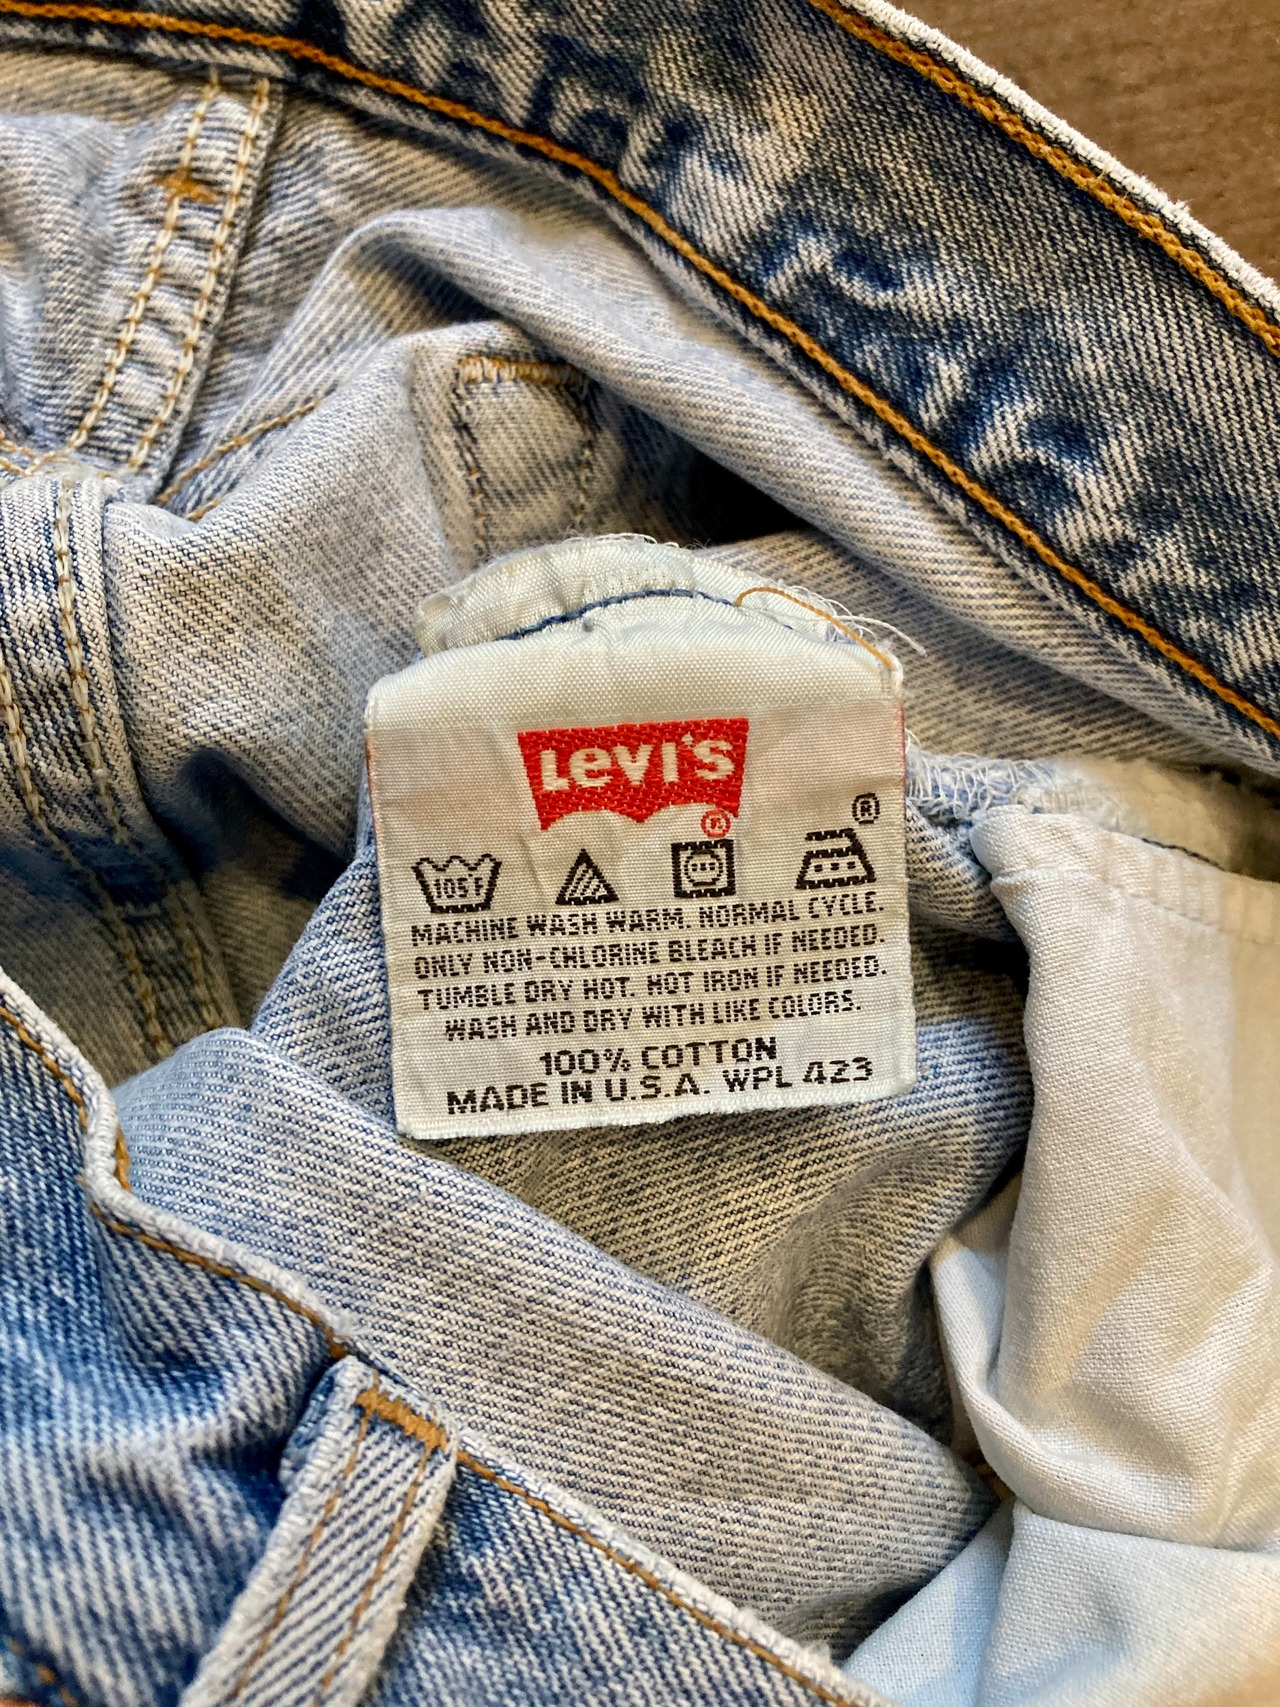 LEVI'S
®
®
105°F
MACHINE WASH WARM. NORMAL CYCLE.
ONLY NON-CHLORINE BLEACH IF NEEDED.
TUMBLE DRY HOT. HOT IRON IF NEEDED.
WASH AND DRY WITH LIKE COLORS.
100% COTTON
MADE IN U.S.A. WPL 423